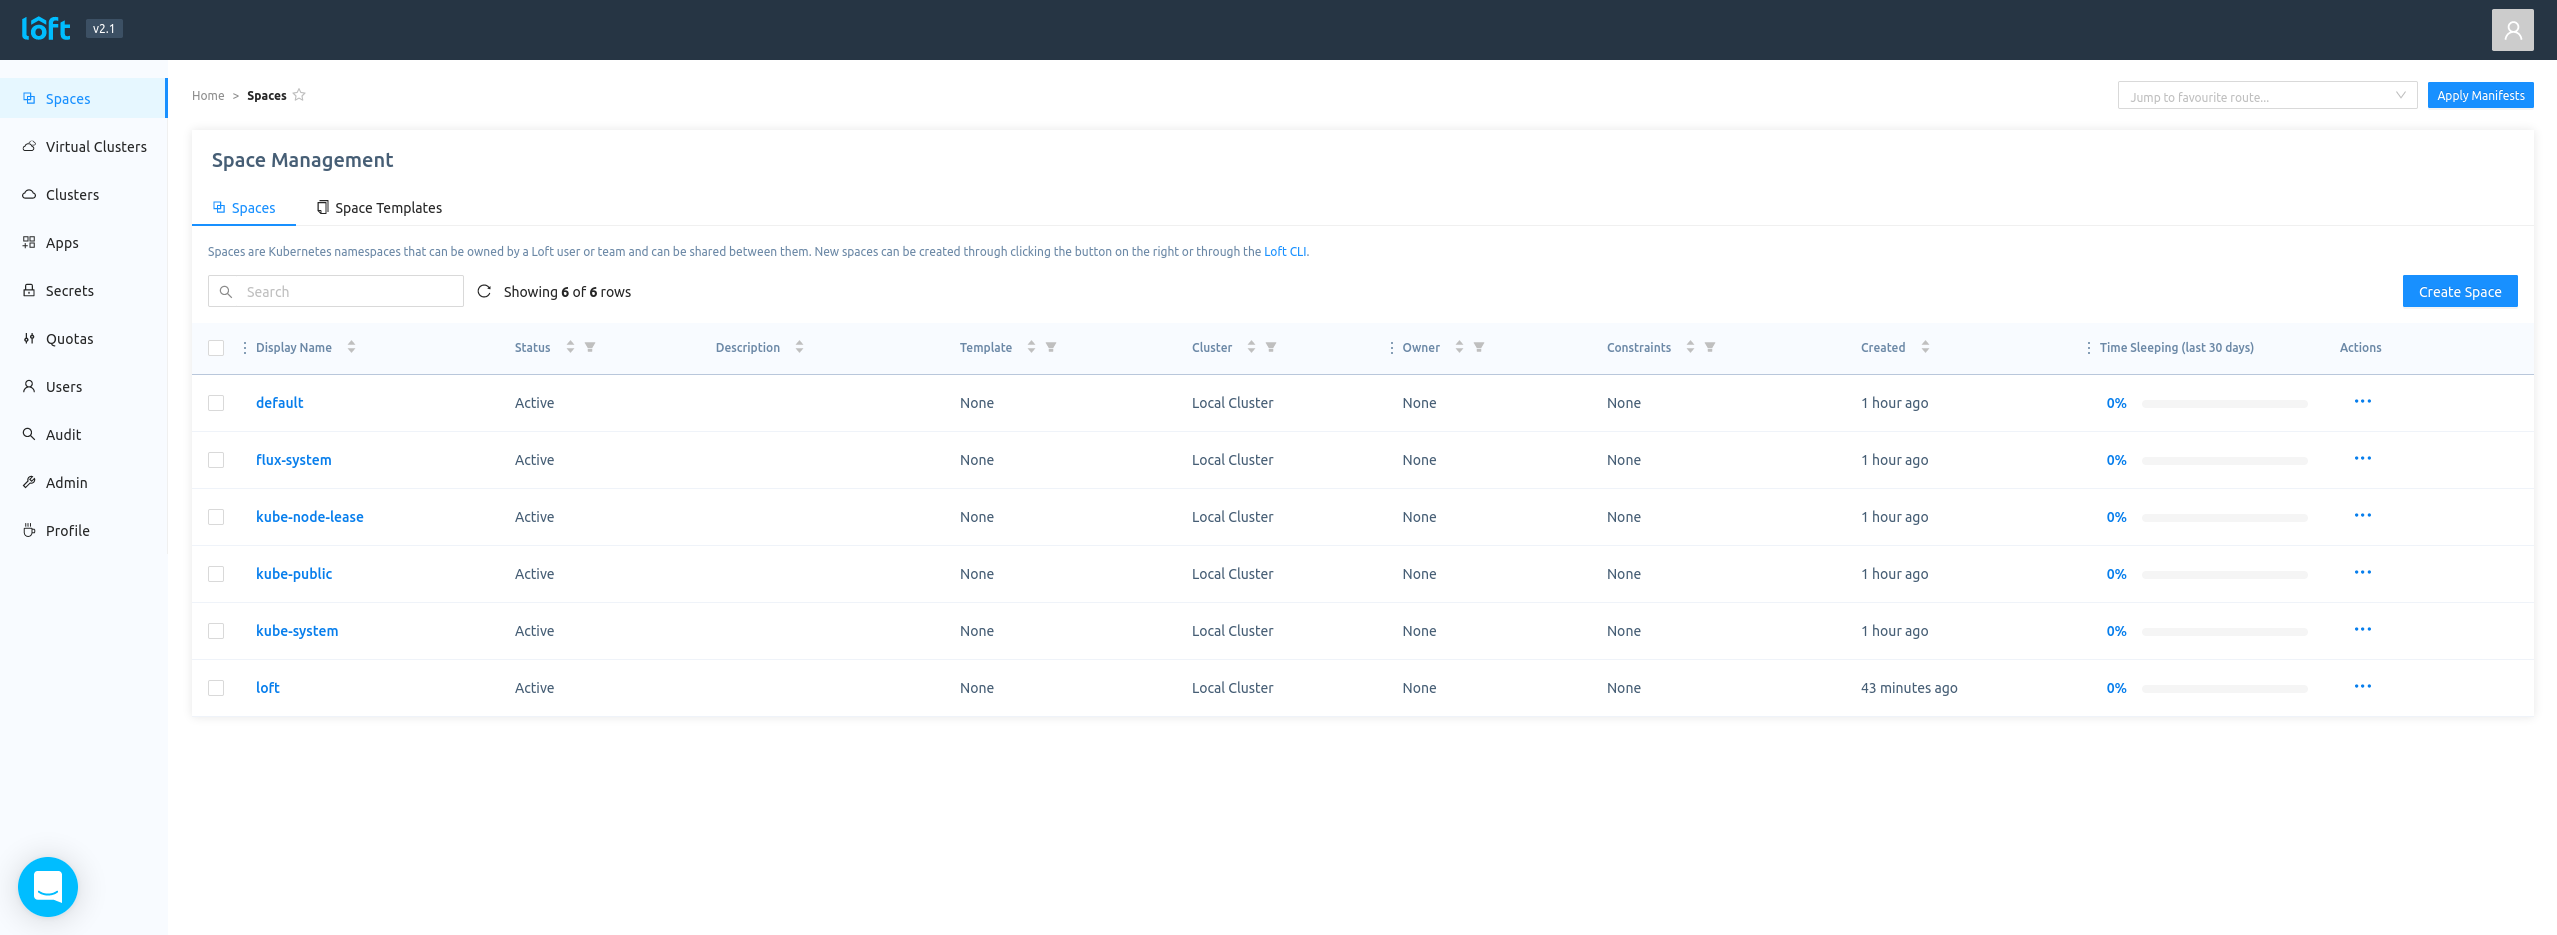 loft v2.1
Home > Spaces Jump to favourite route... Apply Manifests
Spaces
Virtual Clusters
Clusters
Apps
Secrets
Quotas
Users
Audit
Admin
Profile
Space Management
Spaces Space Templates
Spaces are Kubernetes namespaces that can be owned by a Loft user or team and can be shared between them. New spaces can be created through clicking the button on the right or through the Loft CLI.
Search Showing 6 of 6 rows Create Space
Display Name Status Description Template Cluster Owner Constraints Created Time Sleeping (last 30 days) Actions
default Active None Local Cluster None None 1 hour ago 0%
flux-system Active None Local Cluster None None 1 hour ago 0%
kube-node-lease Active None Local Cluster None None 1 hour ago 0%
kube-public Active None Local Cluster None None 1 hour ago 0%
kube-system Active None Local Cluster None None 1 hour ago 0%
loft Active None Local Cluster None None 43 minutes ago 0%